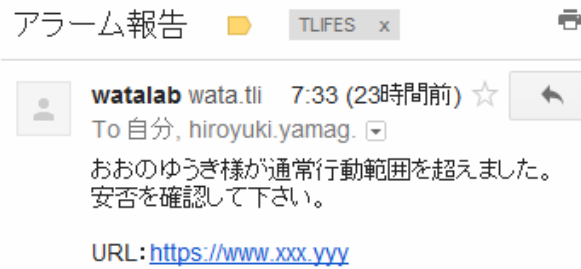 アラーム報告 TLIFES x
watalab wata.tli 7:33 (23時間前)
To 自分, hiroyuki.yamag.
おおのゆうき様が通常行動範囲を超えました。
安否を確認して下さい。
URL:https://www.xxx.yyy